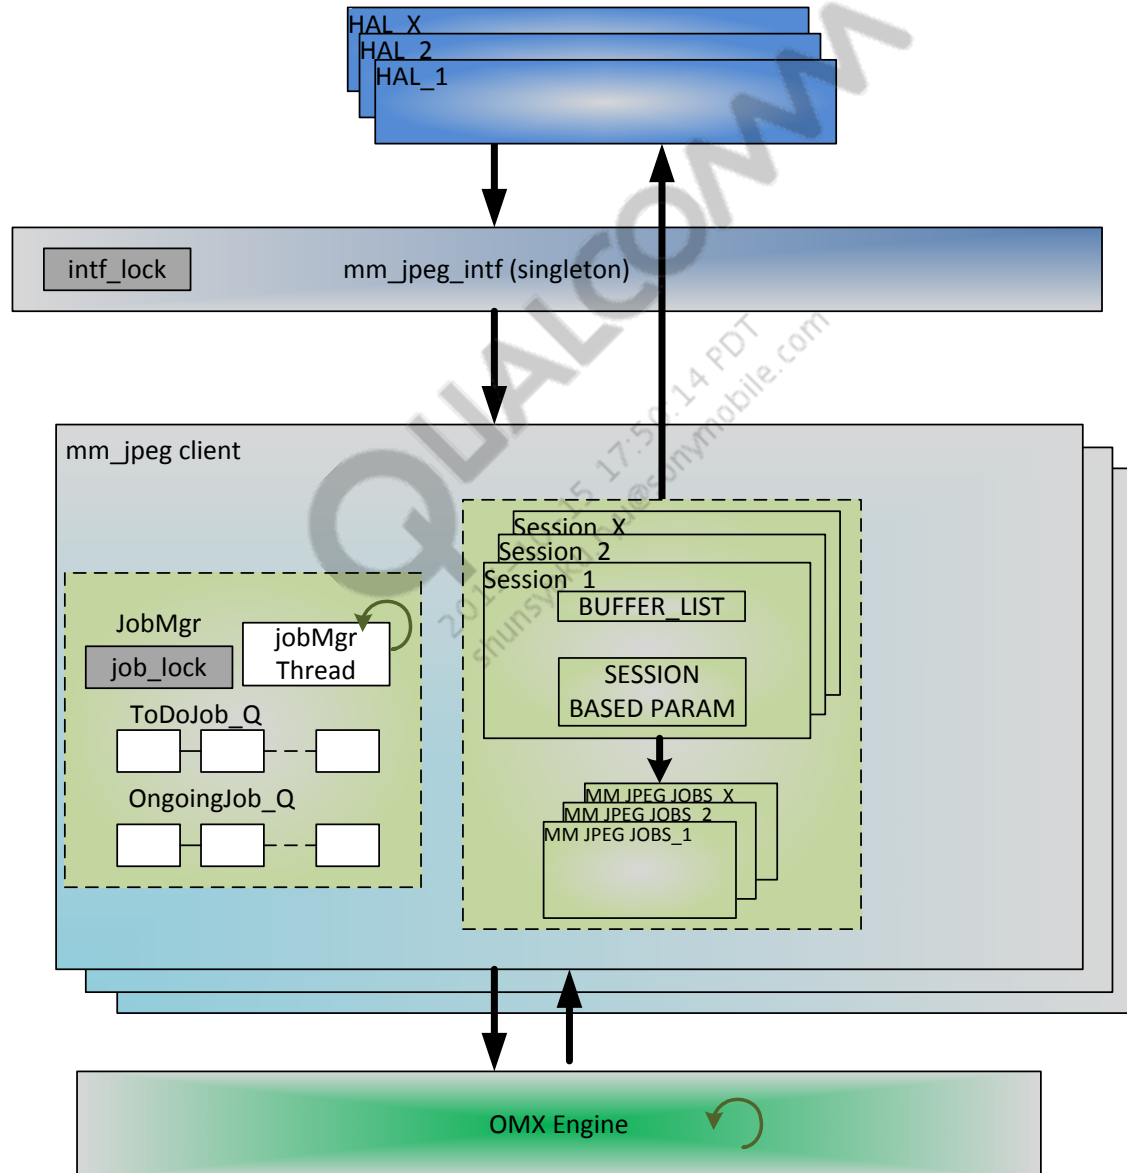 HAL_X
HAL_2
HAL_1
intf_lock
mm_jpeg_intf (singleton)
QUALCOMM
mm_jpeg client
Session_X
Session_2
Session_1
BUFFER_LIST
SESSION
BASED PARAM
JobMgr
jobMgr
Thread
job_lock
ToDoJob_Q
OngoingJob_Q
MM JPEG JOBS_X
MM JPEG JOBS_2
MM JPEG JOBS_1
OMX Engine